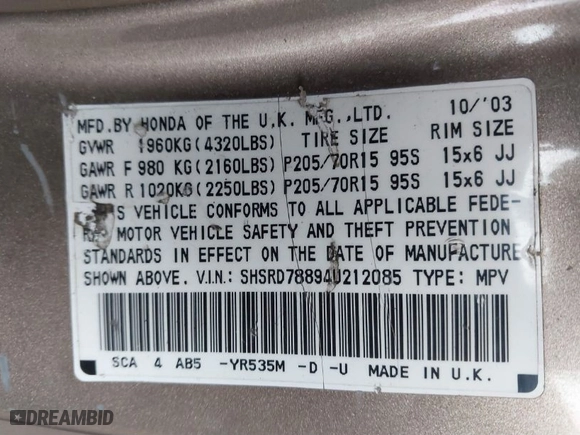 MFD.BY HONDA OF THE U.K. MFG.,LTD. 10/'03
GVWR 1960KG(4320LBS) TIRE SIZE RIM SIZE
GAWR F 980 KG(2160LBS) P205/70R15 95S 15x6 JJ
GAWR R 1020KG(2250LBS) P205/70R15 95S 15x6 JJ
S VEHICLE CONFORMS TO ALL APPLICABLE FEDE-
MOTOR VEHICLE SAFETY AND THEFT PREVENTION
STANDARDS IN EFFECT ON THE DATE OF MANUFACTURE
SHOWN ABOVE. V.I.N.: SHSRD78894U212085 TYPE: MPV
SCA 4 AB5 -YR535M -D -U MADE IN U.K.
DREAMBID